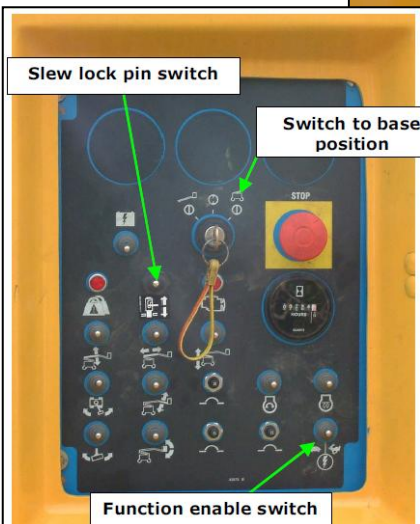 Slew lock pin switch
Switch to base
position
STOP
Function enable switch